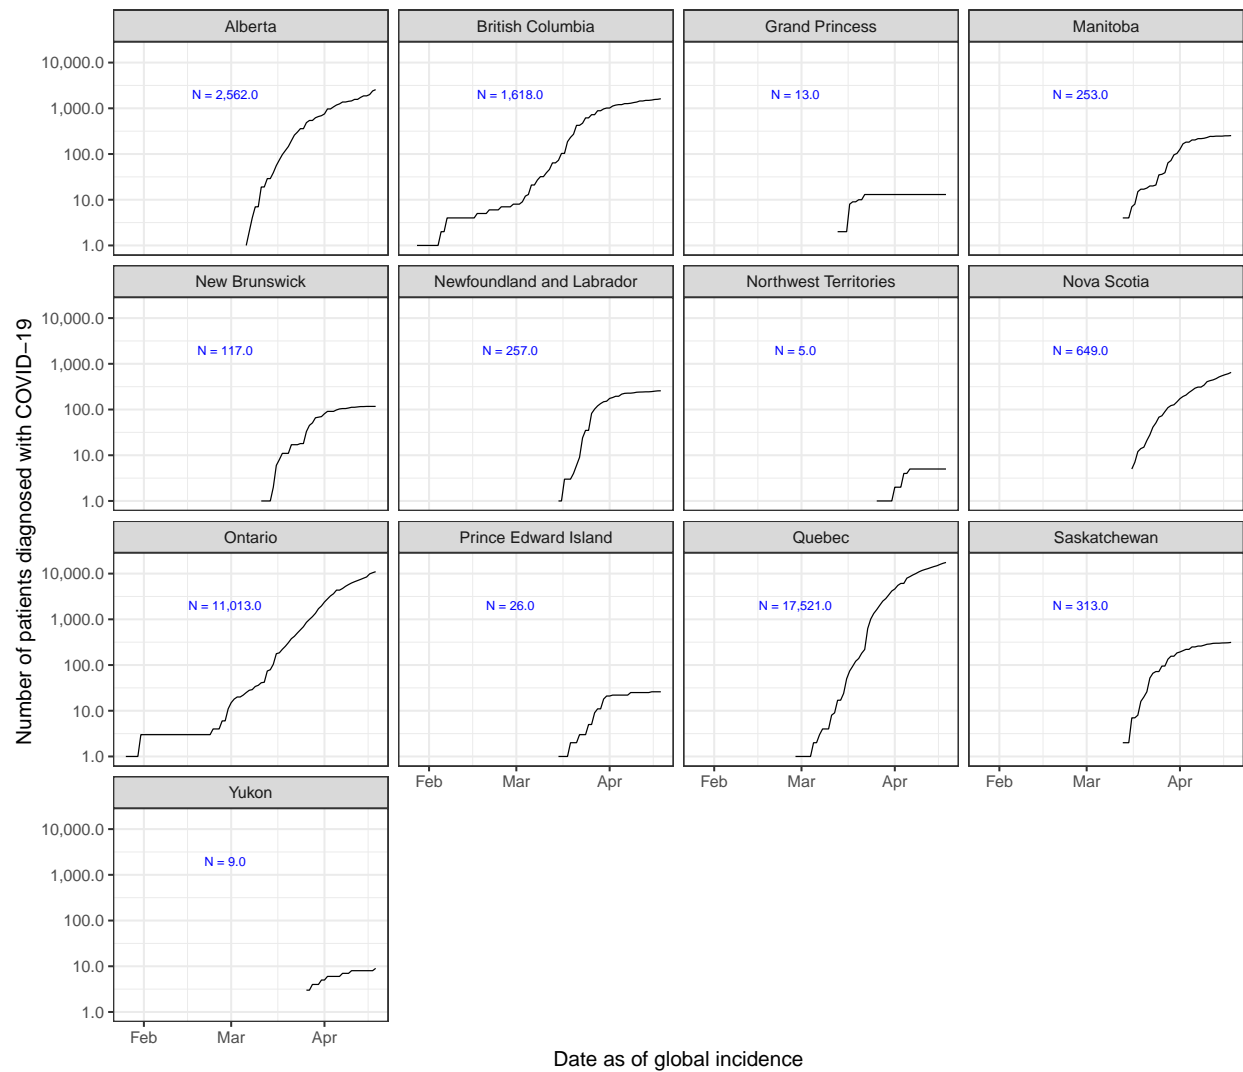 Alberta
British Columbia
Grand Princess
Manitoba
10,000.0
1,000.0
100.0
10.0
1.0
N = 2,562.0
N = 1,618.0
N = 13.0
N = 253.0
New Brunswick
Newfoundland and Labrador
Northwest Territories
Nova Scotia
10,000.0
1,000.0
100.0
10.0
1.0
N = 117.0
N = 257.0
N = 5.0
N = 649.0
Ontario
Prince Edward Island
Quebec
Saskatchewan
10,000.0
1,000.0
100.0
10.0
1.0
N = 11,013.0
N = 26.0
N = 17,521.0
N = 313.0
Feb Mar Apr
Feb Mar Apr
Feb Mar Apr
Yukon
10,000.0
1,000.0
100.0
10.0
1.0
N = 9.0
Feb Mar Apr
Number of patients diagnosed with COVID−19
Date as of global incidence